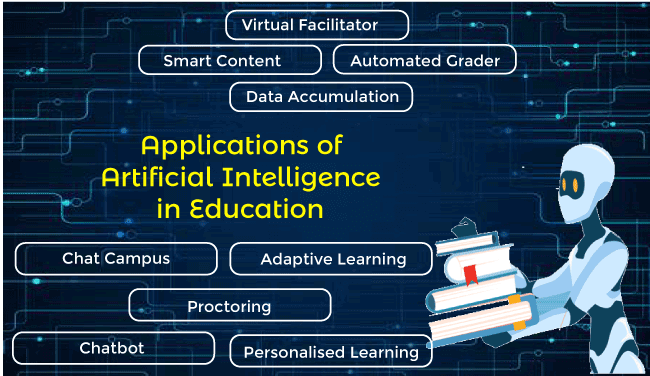 Virtual Facilitator
Smart Content
Automated Grader
Data Accumulation
Applications of
Artificial Intelligence
in Education
Chat Campus
Adaptive Learning
Proctoring
Chatbot
Personalised Learning